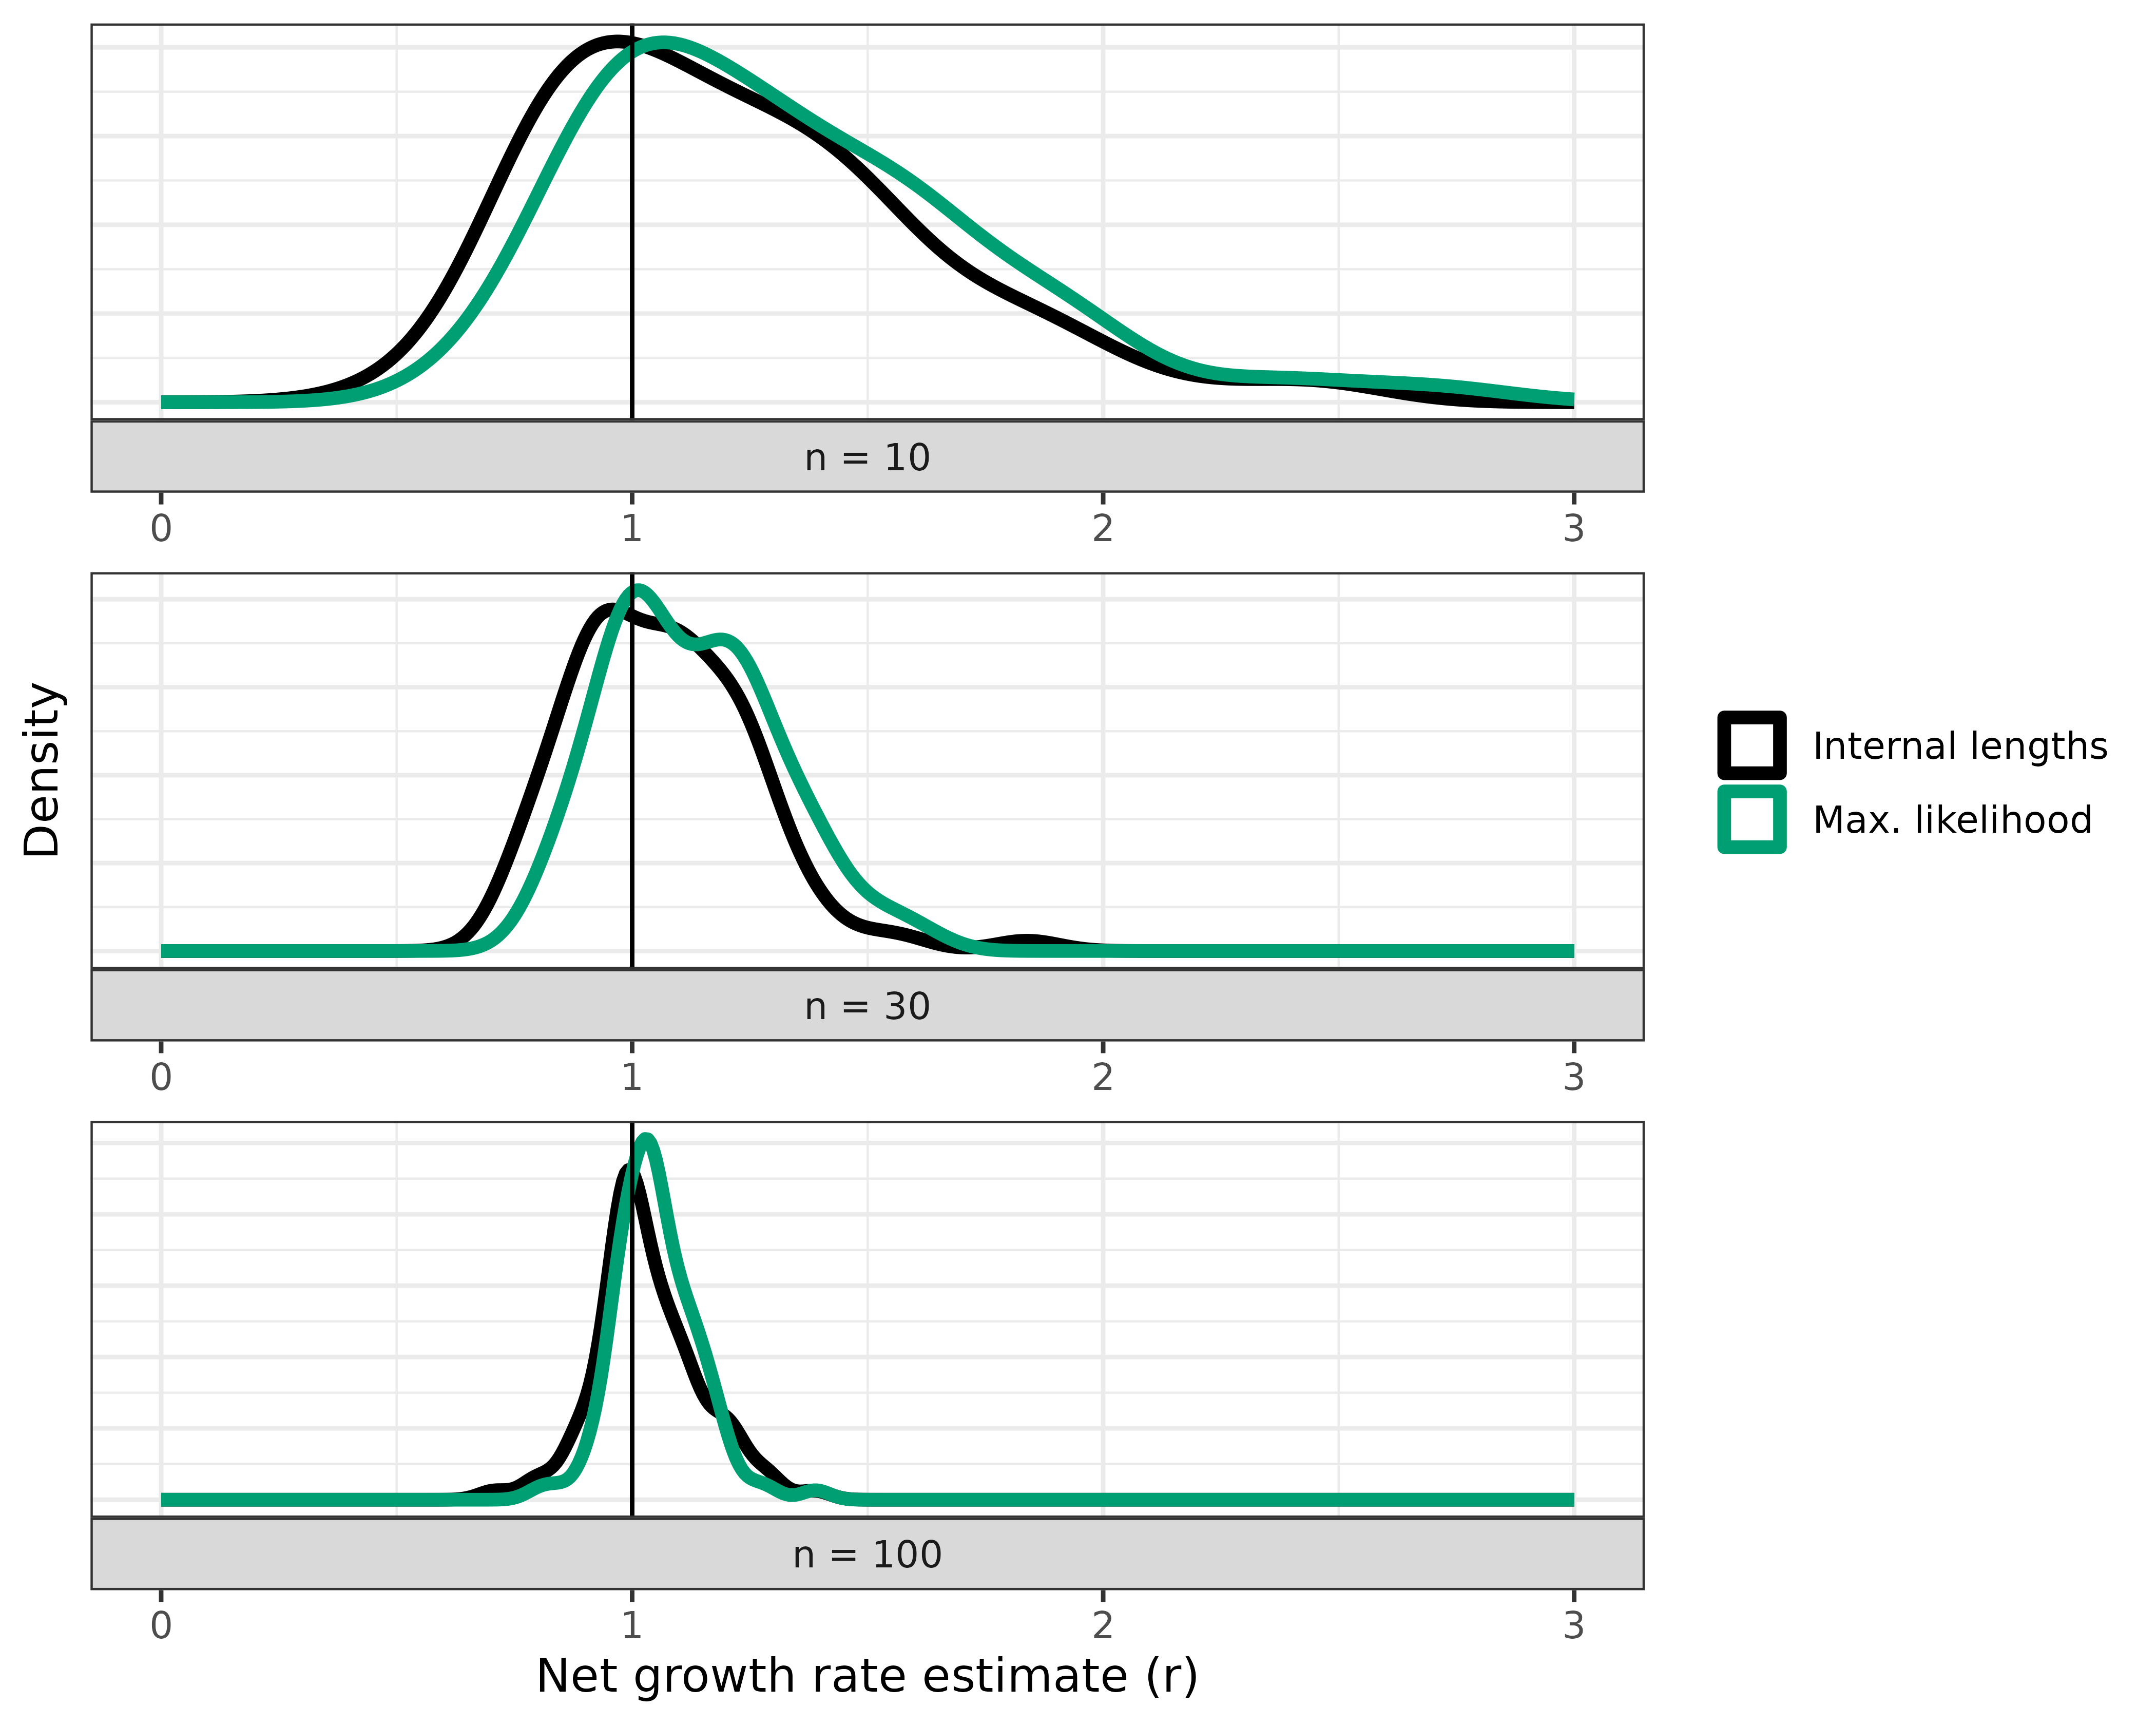 n = 10
0 1 2 3
n = 30
0 1 2 3
n = 100
0 1 2 3
Net growth rate estimate (r)
Density
Internal lengths
Max. likelihood